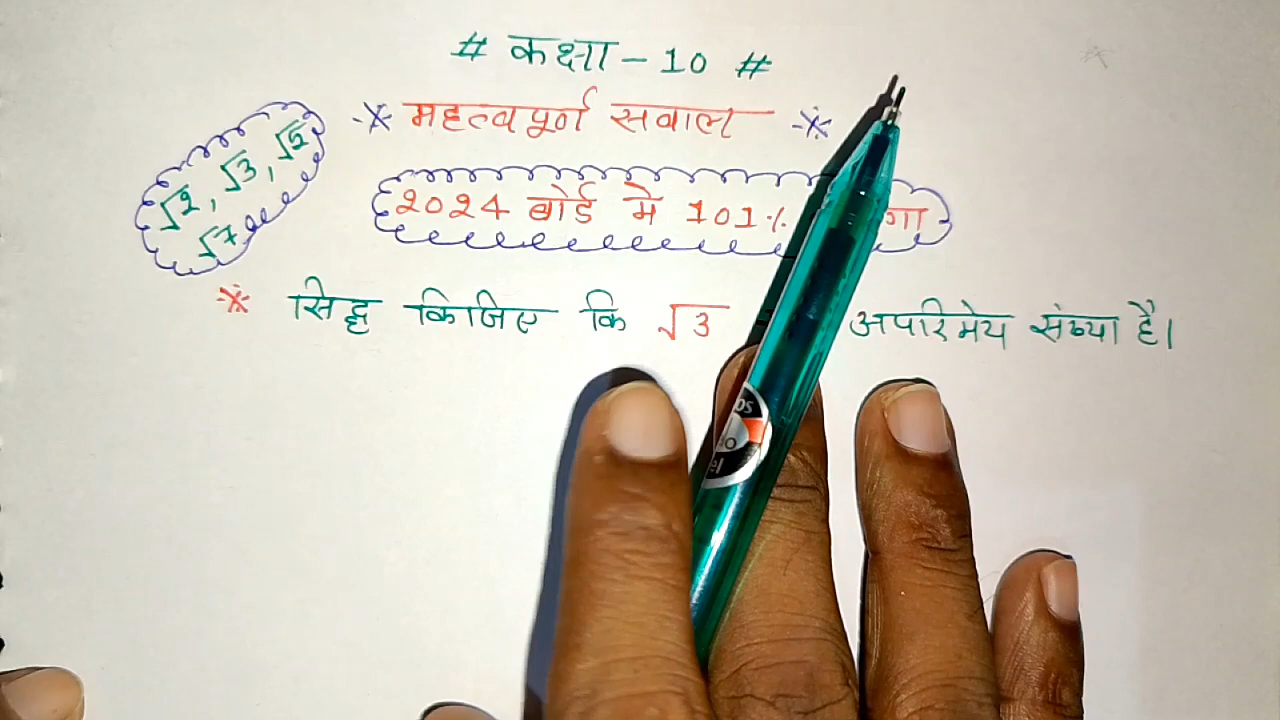 # कक्षा – 10 #
* महत्वपूर्ण सवाल *
√2, √3, √5
√7
2024 बोर्ड मे 101%
* सिद्ध किजिए कि √3 अपरिमेय संख्या है।